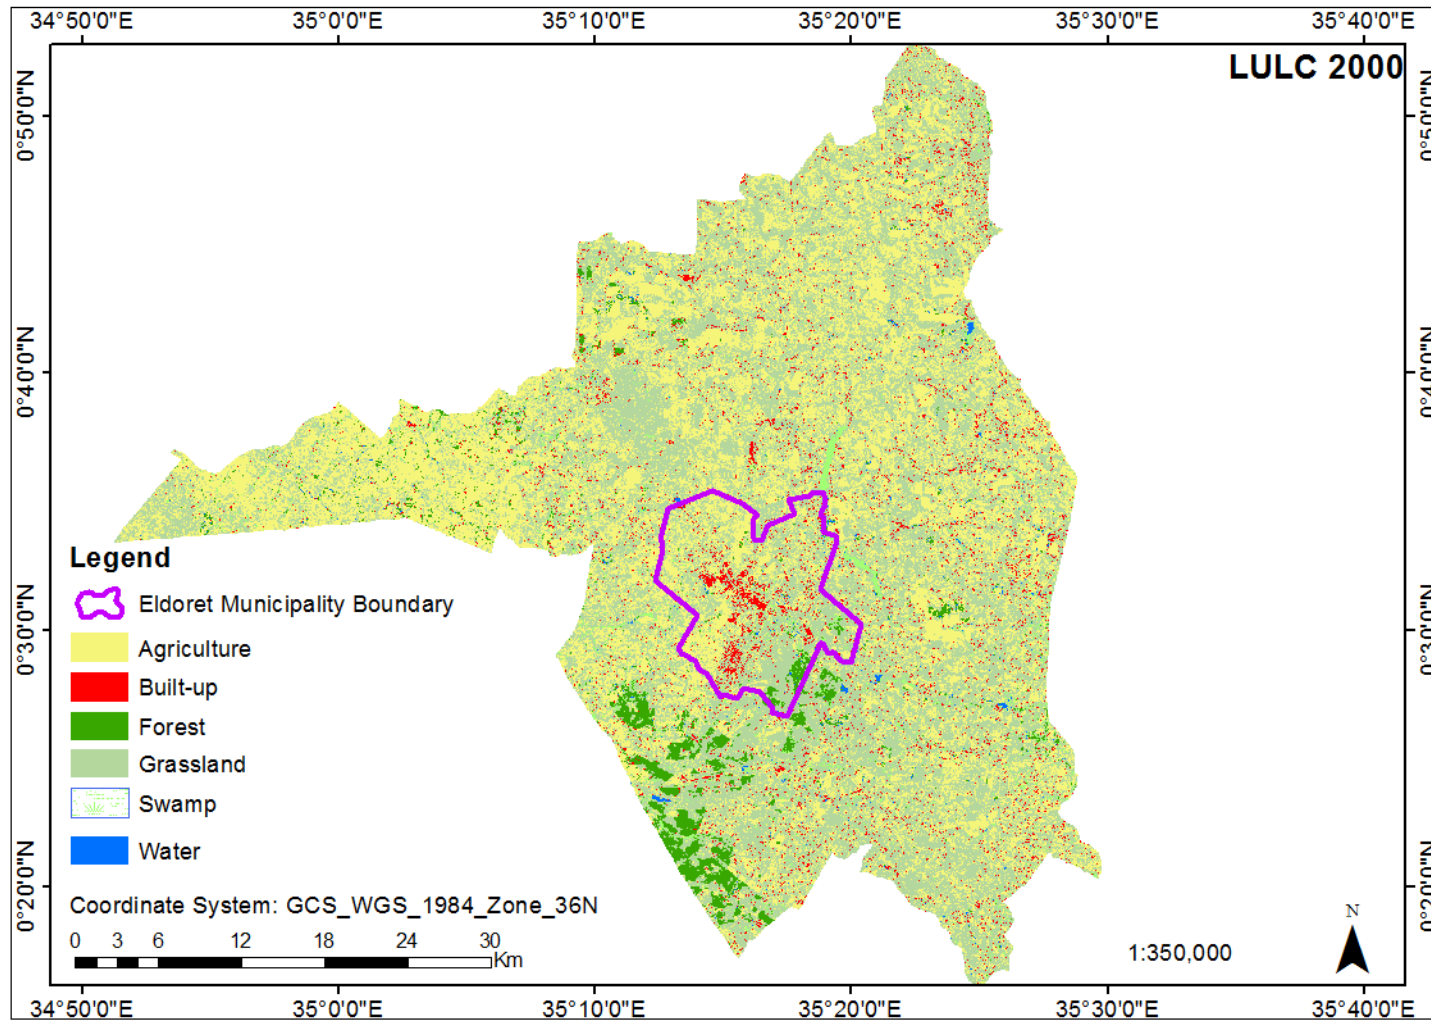 34°50'0"E 35°0'0"E 35°10'0"E 35°20'0"E 35°30'0"E 35°40'0"E
LULC 2000
0°50'0"N 0°50'0"N
0°40'0"N 0°40'0"N
0°30'0"N 0°30'0"N
0°20'0"N 0°20'0"N
Legend
Eldoret Municipality Boundary
Agriculture
Built-up
Forest
Grassland
Swamp
Water
Coordinate System: GCS_WGS_1984_Zone_36N
0 3 6 12 18 24 30
Km
1:350,000
N
34°50'0"E 35°0'0"E 35°10'0"E 35°20'0"E 35°30'0"E 35°40'0"E